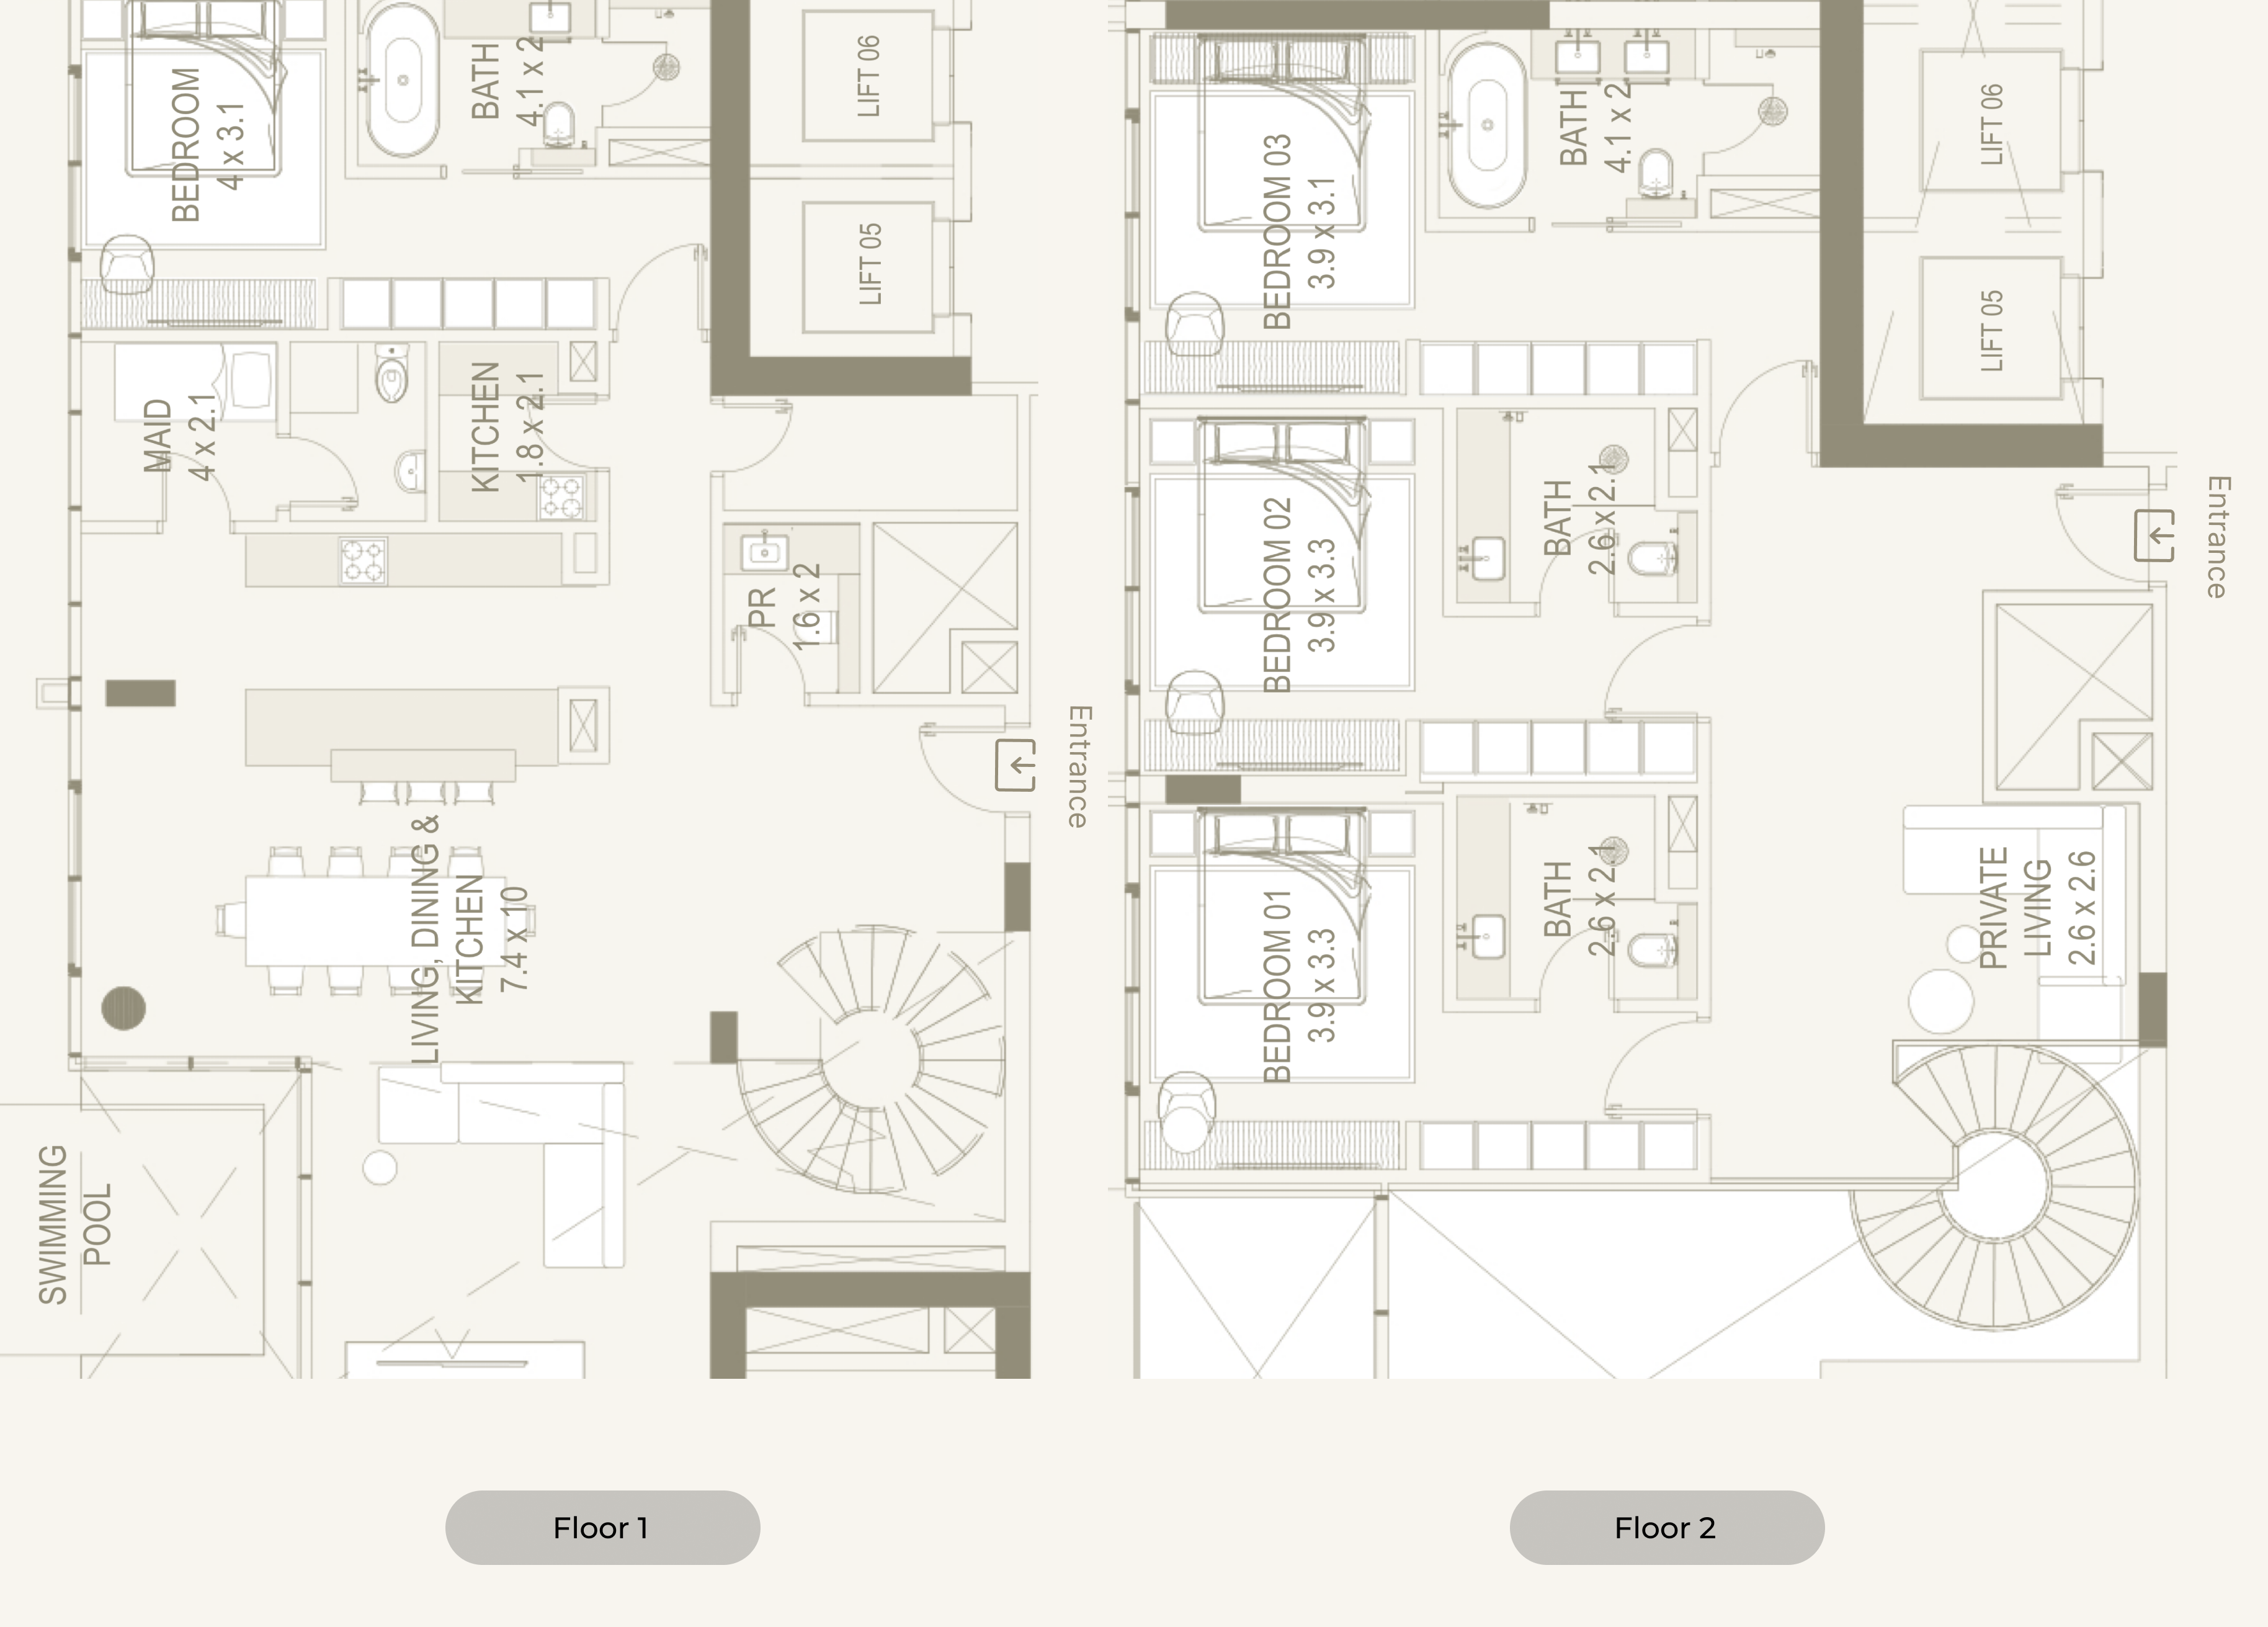 BEDROOM
4 x 3.1
BATH
4.1 x 2
LIFT 06
LIFT 05
MAID
4 x 2.1
KITCHEN
1.8 x 2.1
PR
1.6 x 2
Entrance
LIVING, DINING &
KITCHEN
7.4 x 10
SWIMMING
POOL
Floor 1
BEDROOM 03
3.9 x 3.1
BATH
4.1 x 2
LIFT 06
LIFT 05
BEDROOM 02
3.9 x 3.3
BATH
2.6 x 2.1
Entrance
BEDROOM 01
3.9 x 3.3
BATH
2.6 x 2.1
PRIVATE
LIVING
2.6 x 2.6
Floor 2